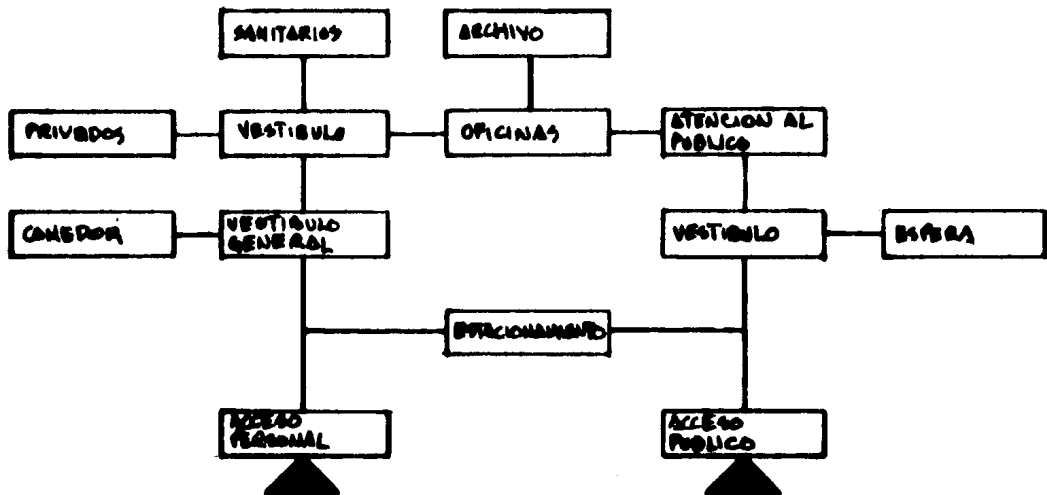 SANITARIOS
ARCHIVO
PRIVADOS
VESTIBULO
OFICINAS
ATENCION AL
PUBLICO
COMEDOR
VESTIBULO
GENERAL
VESTIBULO
ESPERA
ESTACIONAMIENTO
ACCESO
PERSONAL
ACCESO
PUBLICO